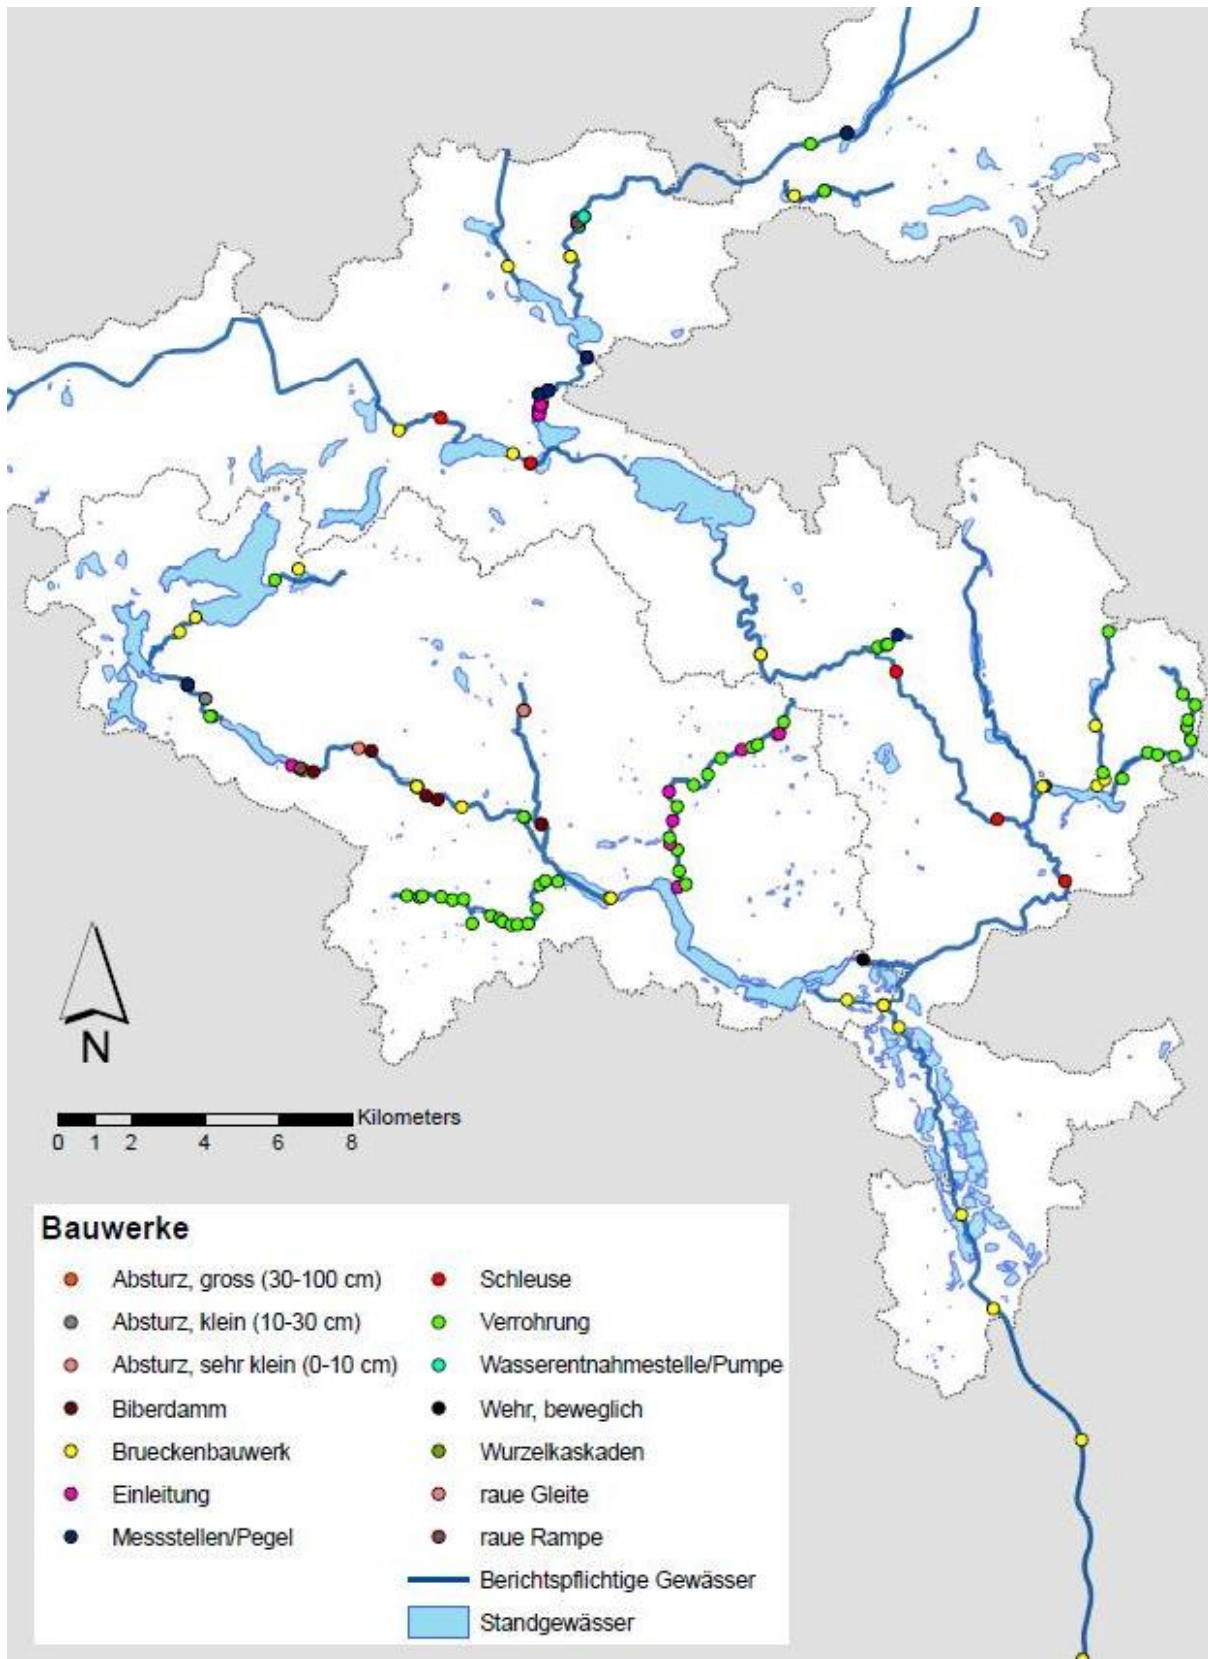 N
Kilometers
0 1 2 4 6 8
Bauwerke
Absturz, gross (30-100 cm)
Absturz, klein (10-30 cm)
Absturz, sehr klein (0-10 cm)
Biberdamm
Brueckenbauwerk
Einleitung
Messstellen/Pegel
Schleuse
Verrohrung
Wasserentnahmestelle/Pumpe
Wehr, beweglich
Wurzelkaskaden
raue Gleite
raue Rampe
Berichtspflichtige Gewässer
Standgewässer